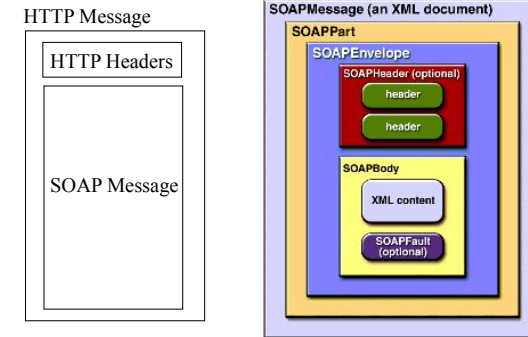 HTTP Message
HTTP Headers
SOAP Message
SOAPMessage (an XML document)
SOAPPart
SOAPEnvelope
SOAPHeader (optional)
header
header
SOAPBody
XML content
SOAPFault
(optional)